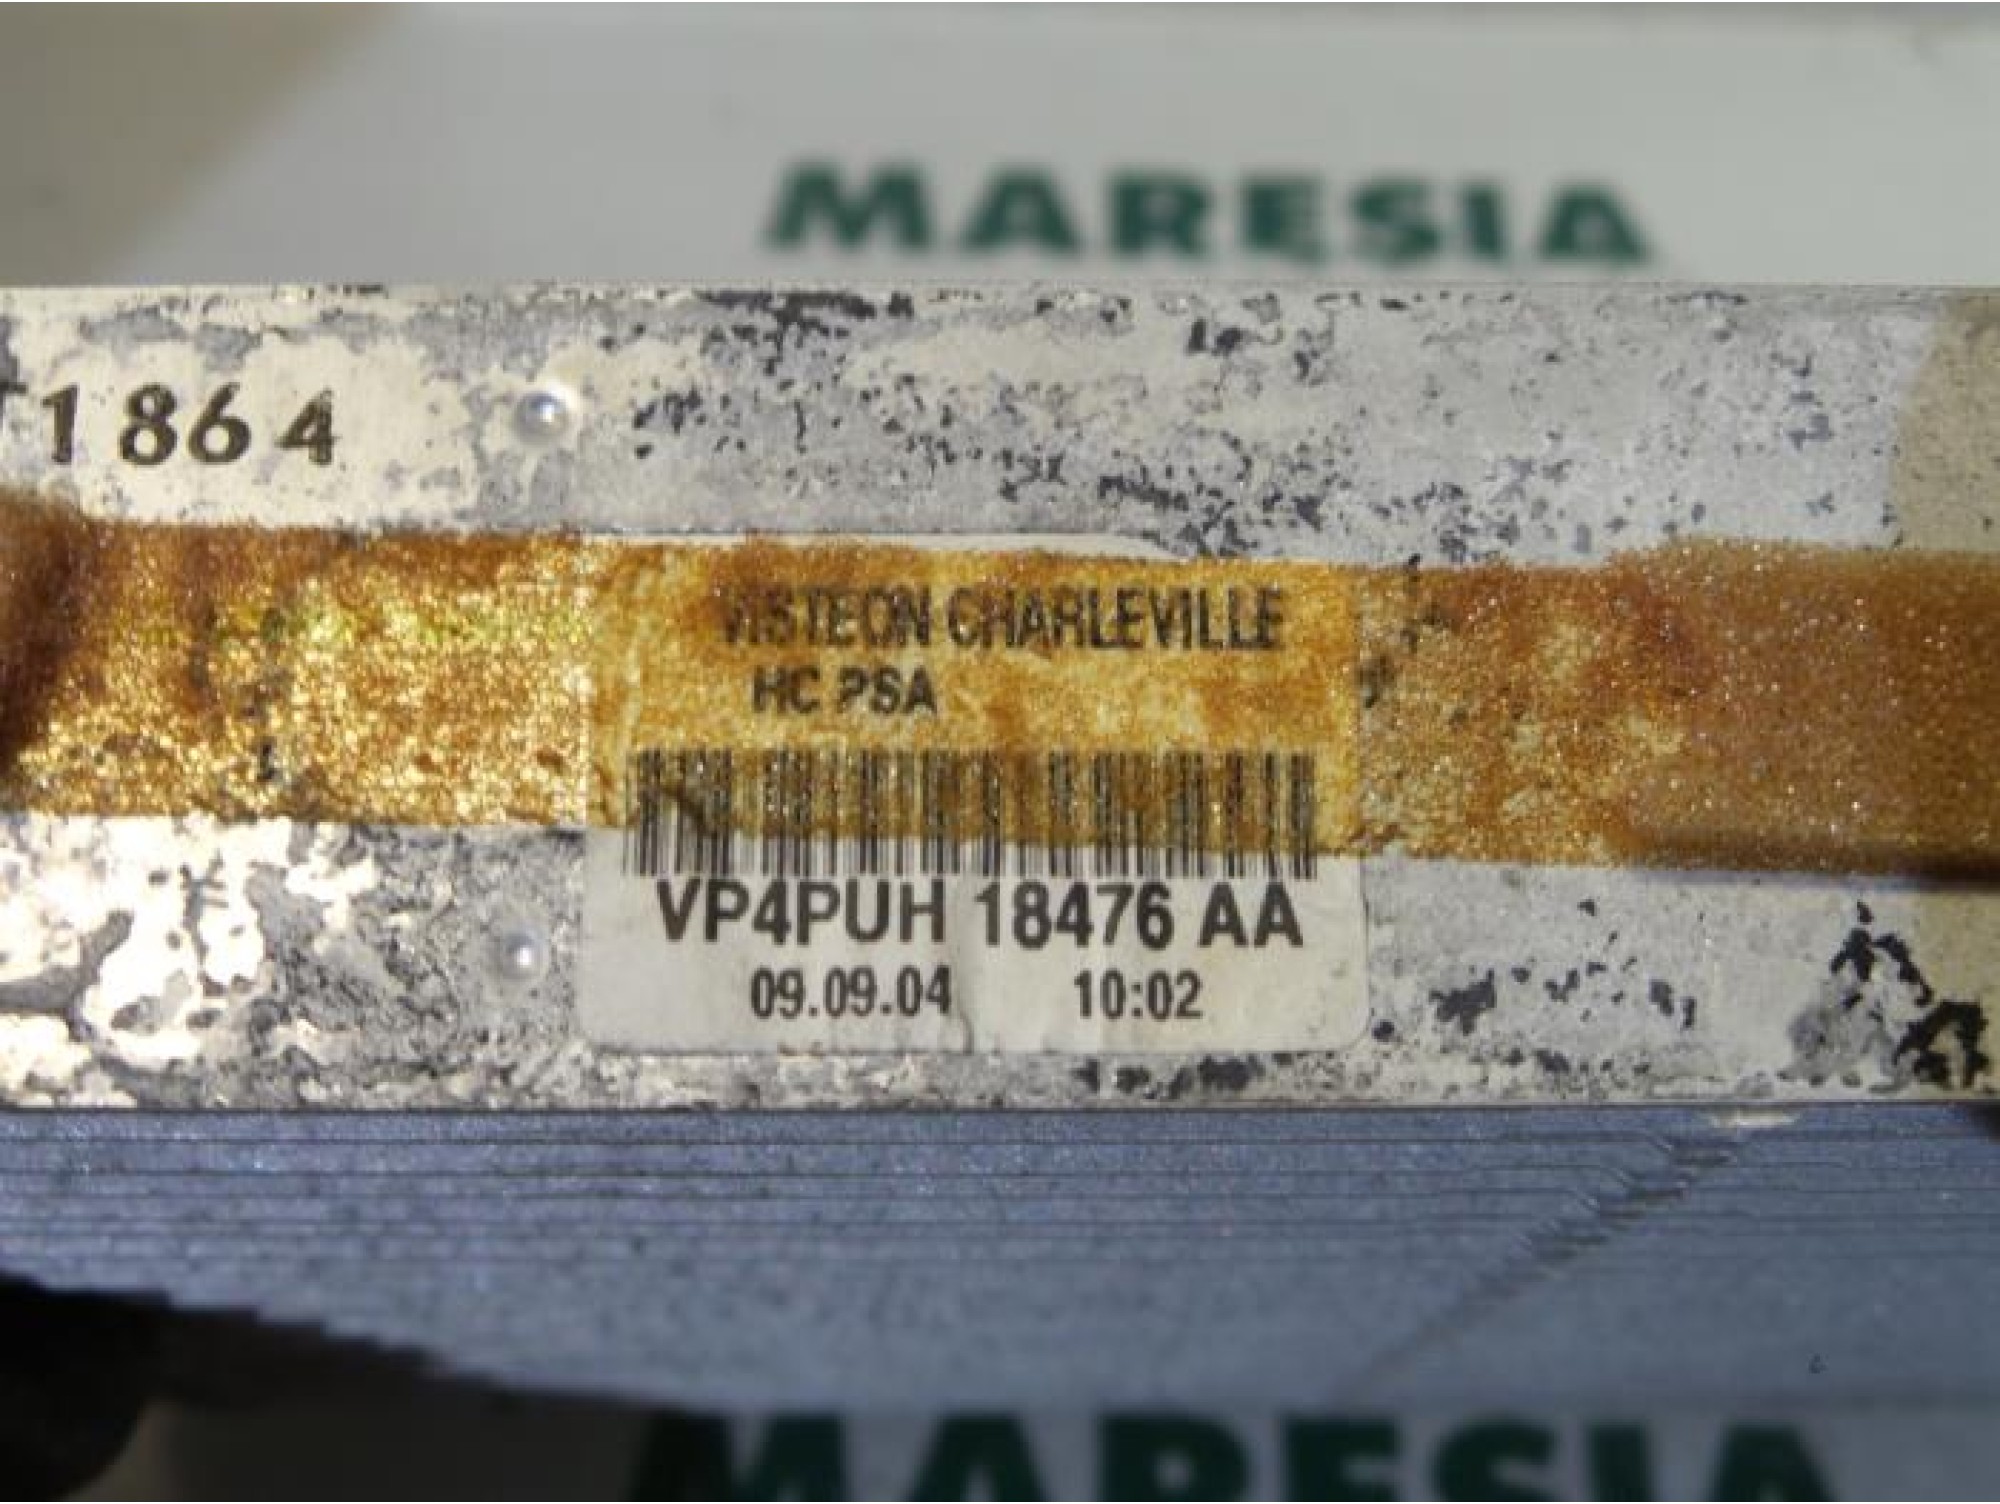 MARESIA
1864
VISTEON CHARLEVILLE
HC PSA
VP4PUH 18476 AA
09.09.04 10:02
MARESIA